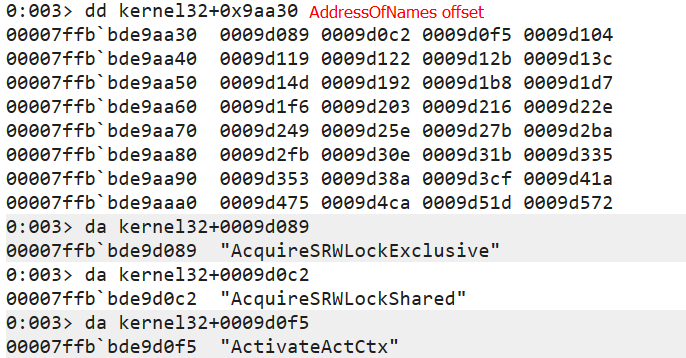 0:003> dd kernel32+0x9aa30 AddressOfNames offset
00007ffb`bde9aa30  0009d089 0009d0c2 0009d0f5 0009d104
00007ffb`bde9aa40  0009d119 0009d122 0009d12b 0009d13c
00007ffb`bde9aa50  0009d14d 0009d192 0009d1b8 0009d1d7
00007ffb`bde9aa60  0009d1f6 0009d203 0009d216 0009d22e
00007ffb`bde9aa70  0009d249 0009d25e 0009d27b 0009d2ba
00007ffb`bde9aa80  0009d2fb 0009d30e 0009d31b 0009d335
00007ffb`bde9aa90  0009d353 0009d38a 0009d3cf 0009d41a
00007ffb`bde9aaa0  0009d475 0009d4ca 0009d51d 0009d572
0:003> da kernel32+0009d089
00007ffb`bde9d089  "AcquireSRWLockExclusive"
0:003> da kernel32+0009d0c2
00007ffb`bde9d0c2  "AcquireSRWLockShared"
0:003> da kernel32+0009d0f5
00007ffb`bde9d0f5  "ActivateActCtx"